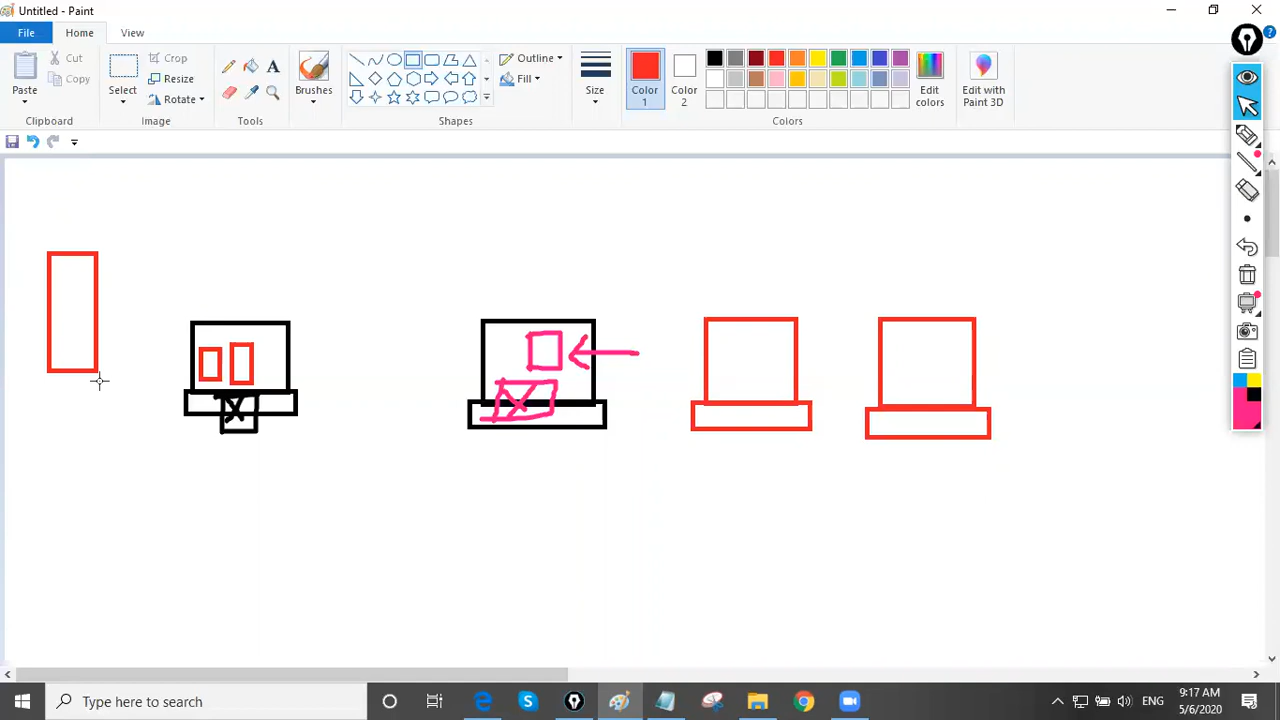 Untitled - Paint
File Home View
Paste
Cut
Copy
Clipboard
Select
Crop
Resize
Rotate
Image
Tools
Brushes
Shapes
Outline
Fill
Size
Color
1
Color
2
Colors
Edit
colors
Edit with
Paint 3D
X
X
Type here to search
ENG
9:17 AM
5/6/2020